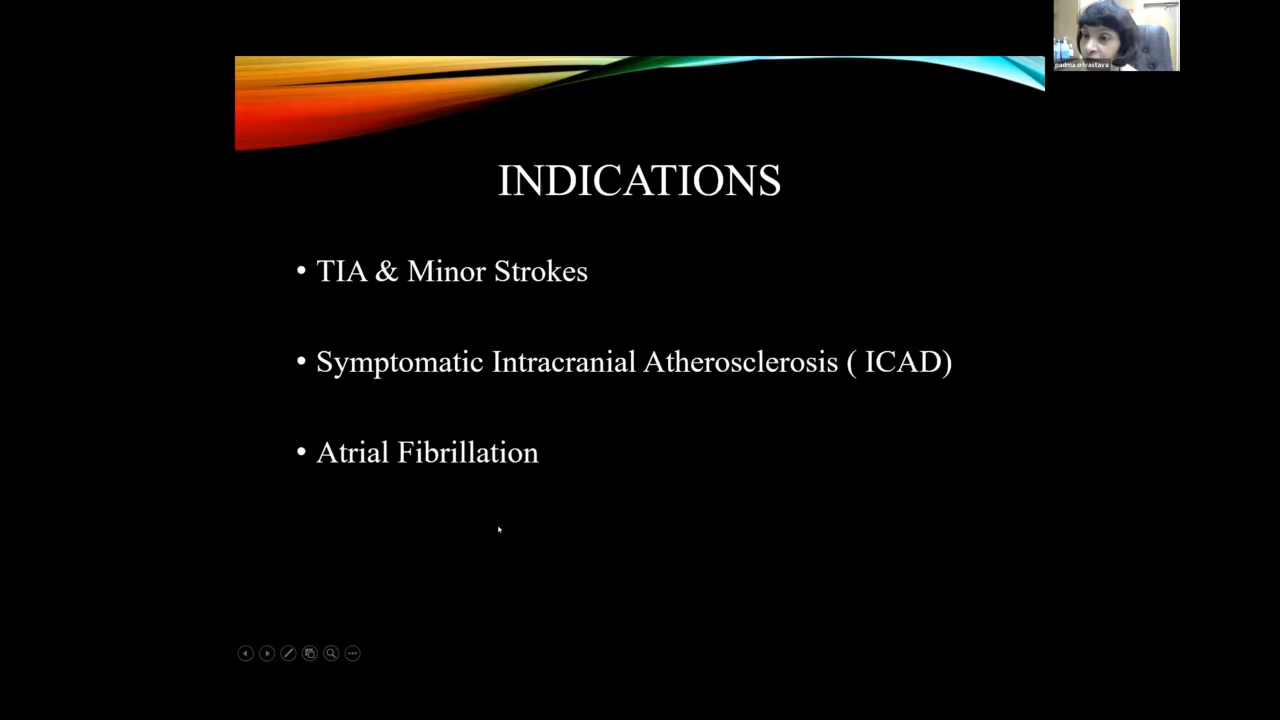 padma srivastava
INDICATIONS
• TIA & Minor Strokes
• Symptomatic Intracranial Atherosclerosis ( ICAD)
• Atrial Fibrillation